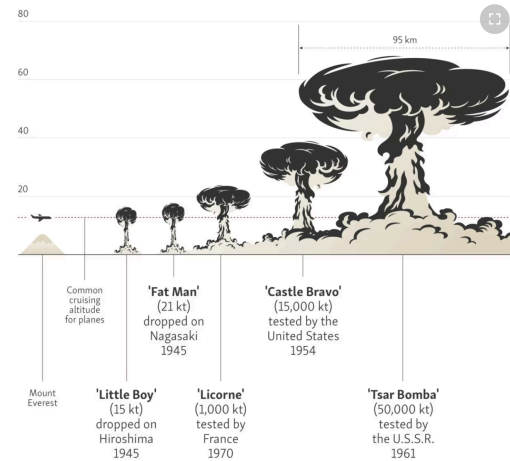 80
95 km
60
40
20
Common
cruising
altitude
for planes
'Fat Man'
(21 kt)
dropped on
Nagasaki
1945
'Castle Bravo'
(15,000 kt)
tested by the
United States
1954
Mount
Everest
'Little Boy'
(15 kt)
dropped on
Hiroshima
1945
'Licorne'
(1,000 kt)
tested by
France
1970
'Tsar Bomba'
(50,000 kt)
tested by
the U.S.S.R.
1961